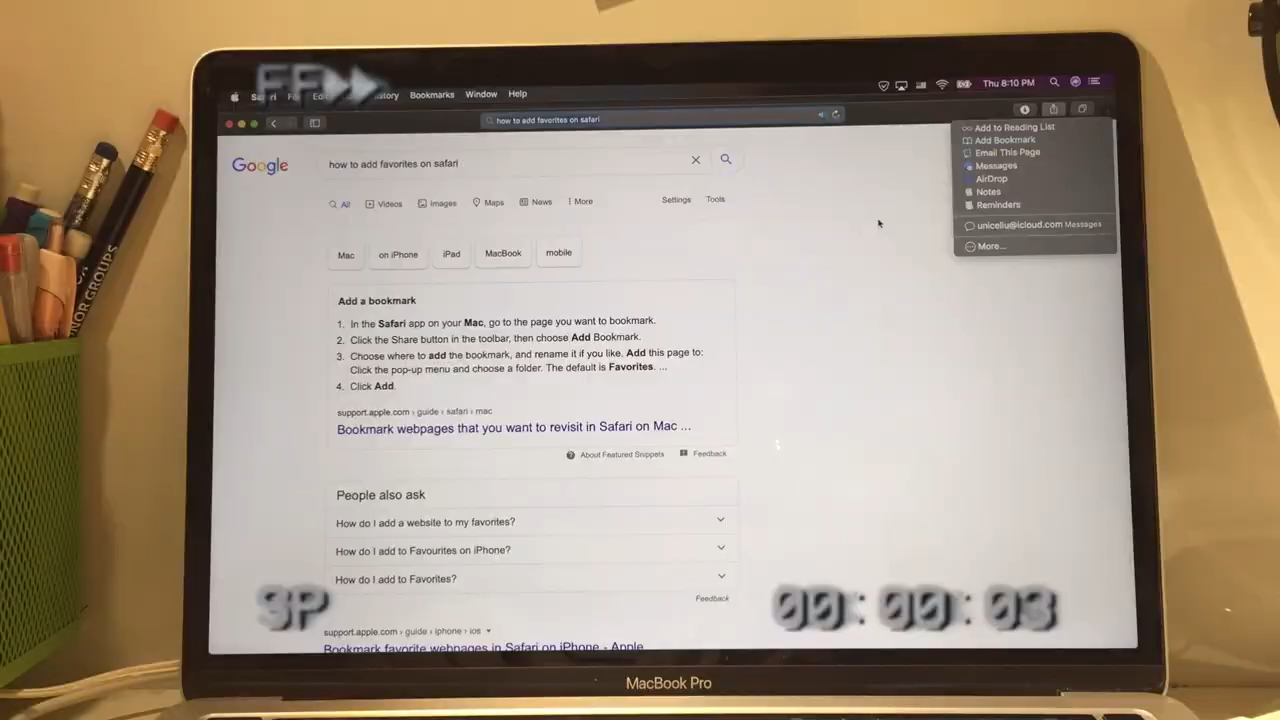 FF
Safari File Edit History Bookmarks Window Help
Thu 8:10 PM
how to add favorites on safari
Google
how to add favorites on safari
All Videos Images Maps News More Settings Tools
Mac on iPhone iPad MacBook mobile
Add to Reading List
Add Bookmark
Email This Page
Messages
AirDrop
Notes
Reminders
uniceliu@icloud.com Messages
More...
Add a bookmark
1. In the Safari app on your Mac, go to the page you want to bookmark.
2. Click the Share button in the toolbar, then choose Add Bookmark.
3. Choose where to add the bookmark, and rename it if you like. Add this page to:
Click the pop-up menu and choose a folder. The default is Favorites. ...
4. Click Add.
support.apple.com › guide › safari › mac
Bookmark webpages that you want to revisit in Safari on Mac ...
About Featured Snippets Feedback
People also ask
How do I add a website to my favorites?
How do I add to Favourites on iPhone?
How do I add to Favorites?
Feedback
support.apple.com › guide › iphone › ios
Bookmark favorite webpages in Safari on iPhone - Apple
SP
00:00:03
MacBook Pro
NOR GROUPS